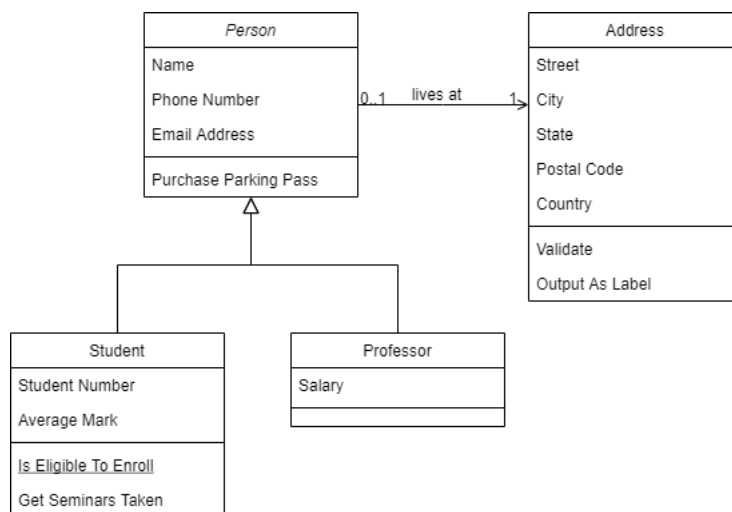 Person
Name
Phone Number
Email Address
Purchase Parking Pass
0..1 lives at 1
Address
Street
City
State
Postal Code
Country
Validate
Output As Label
Student
Student Number
Average Mark
Is Eligible To Enroll
Get Seminars Taken
Professor
Salary